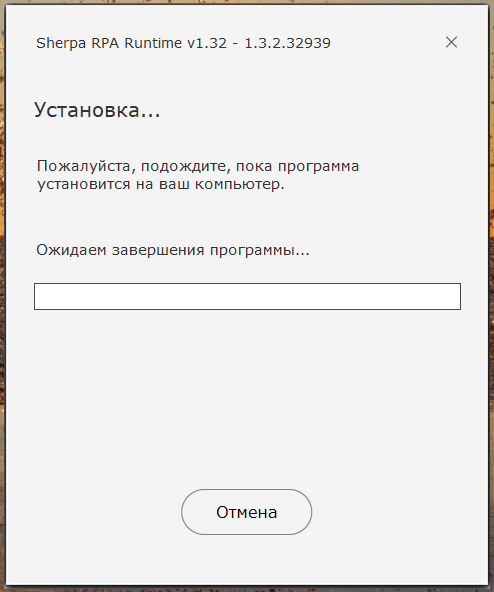 Sherpa RPA Runtime v1.32 - 1.3.2.32939
Установка...
Пожалуйста, подождите, пока программа
установится на ваш компьютер.
Ожидаем завершения программы...
Отмена